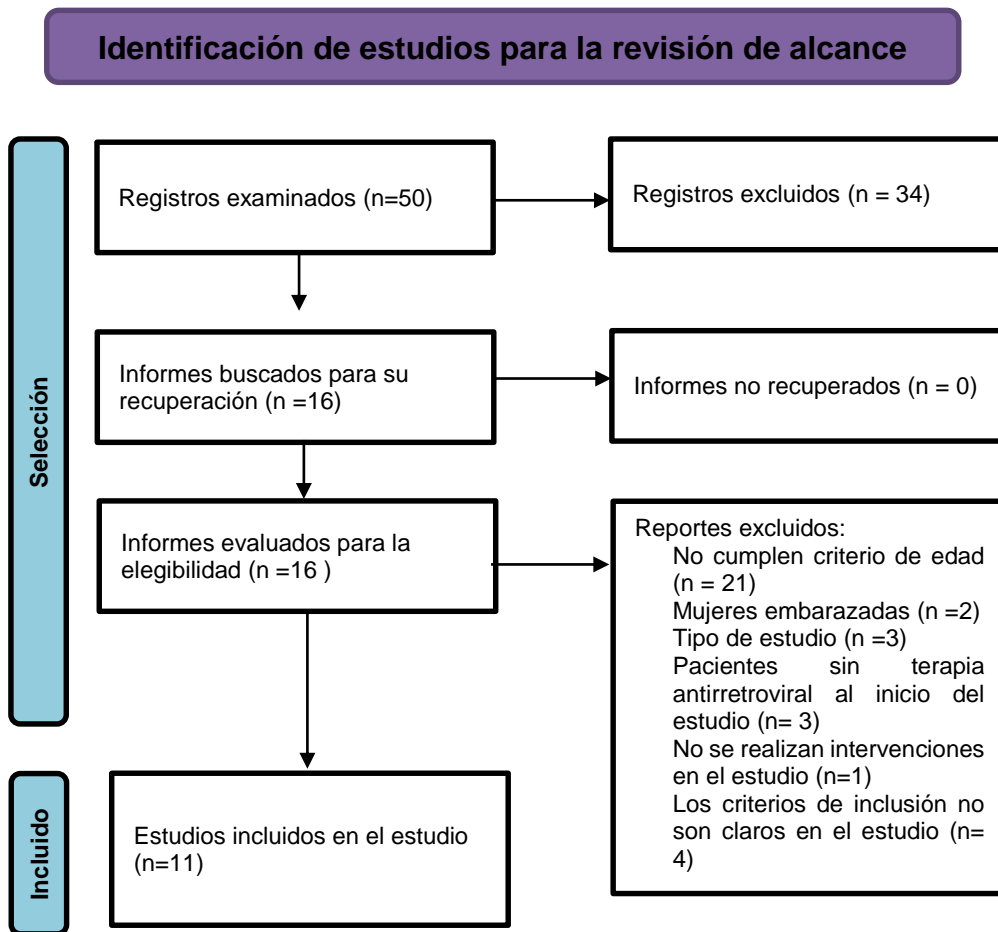 Identificación de estudios para la revisión de alcance
Selección
Registros examinados (n=50)
Registros excluidos (n = 34)
Informes buscados para su
recuperación (n =16)
Informes no recuperados (n = 0)
Informes evaluados para la
elegibilidad (n =16 )
Reportes excluidos:
No cumplen criterio de edad
(n = 21)
Mujeres embarazadas (n =2)
Tipo de estudio (n =3)
Pacientes sin terapia
antirretroviral al inicio del
estudio (n= 3)
No se realizan intervenciones
en el estudio (n=1)
Los criterios de inclusión no
son claros en el estudio (n=
4)
Incluido
Estudios incluidos en el estudio
(n=11)